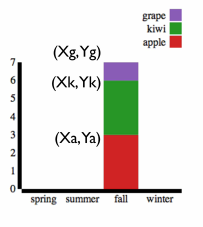 grape
kiwi
apple
(Xg,Yg)
7
6
(Xk,Yk)
5
4
3
(Xa,Ya)
2
1
0
spring summer fall winter